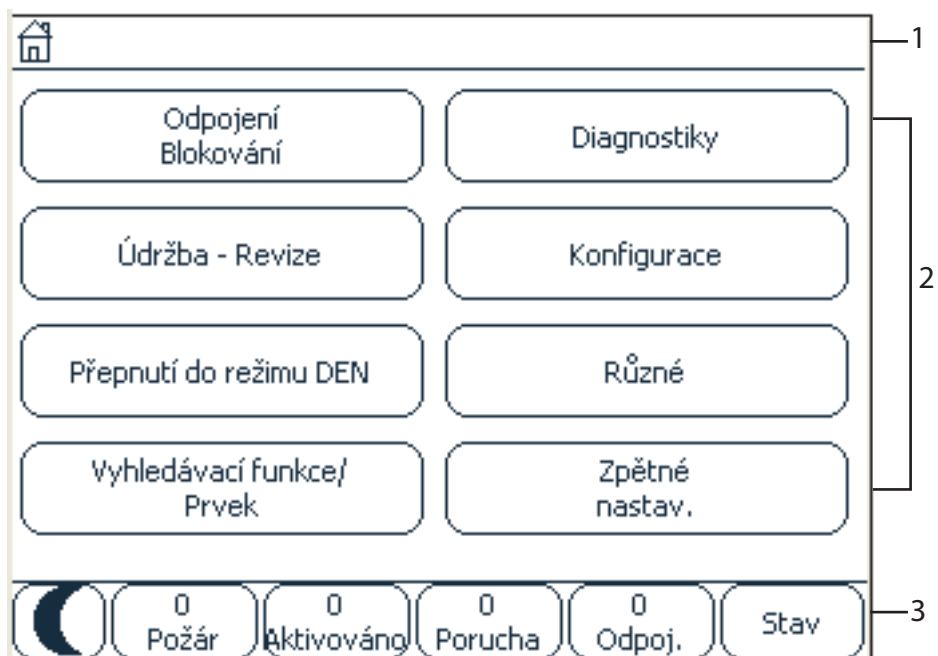 1
Odpojení
Blokování
Diagnostiky
Údržba - Revize
Konfigurace
2
Přepnutí do režimu DEN
Různé
Vyhledávací funkce/
Prvek
Zpětné
nastav.
0
Požár
0
Aktivováno
0
Porucha
0
Odpoj.
Stav
3